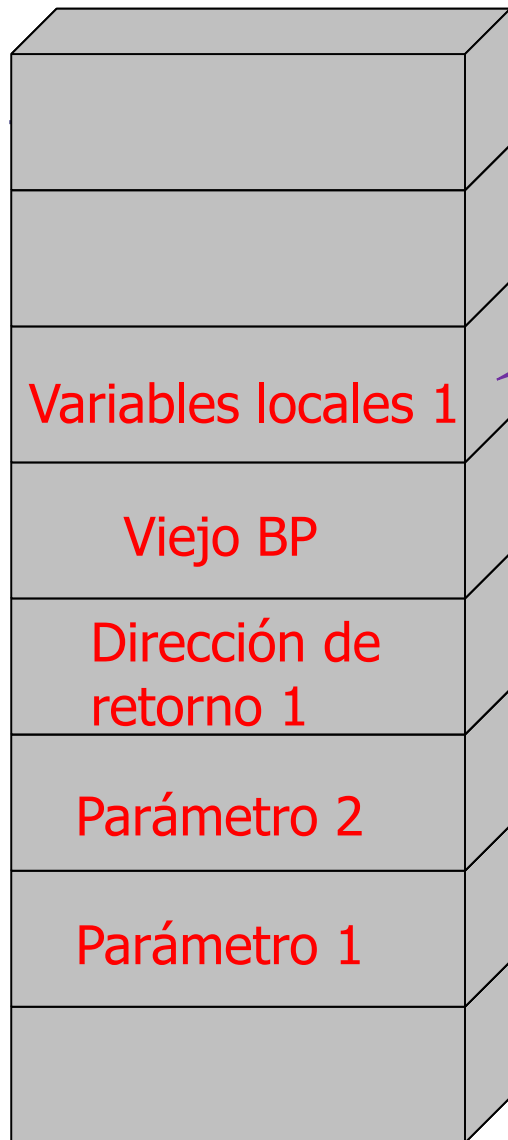 Variables locales 1
Viejo BP
Dirección de
retorno 1
Parámetro 2
Parámetro 1